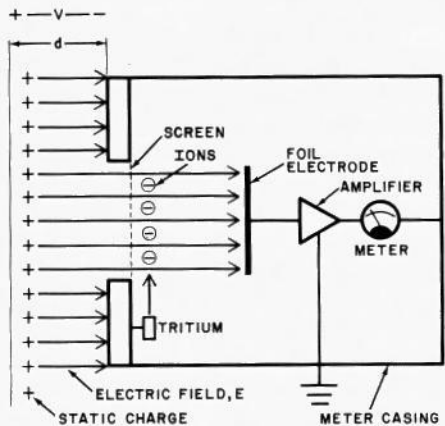 + V -
d
SCREEN
IONS
FOIL
ELECTRODE
AMPLIFIER
METER
TRITIUM
ELECTRIC FIELD, E
STATIC CHARGE
METER CASING